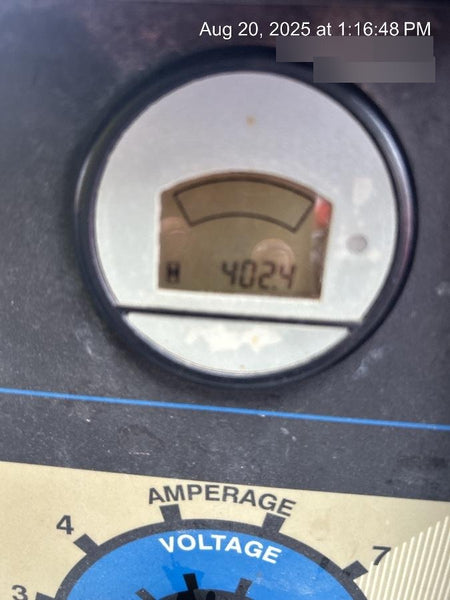 Aug 20, 2025 at 1:16:48 PM
H 402.4
AMPERAGE
VOLTAGE
4
7
3